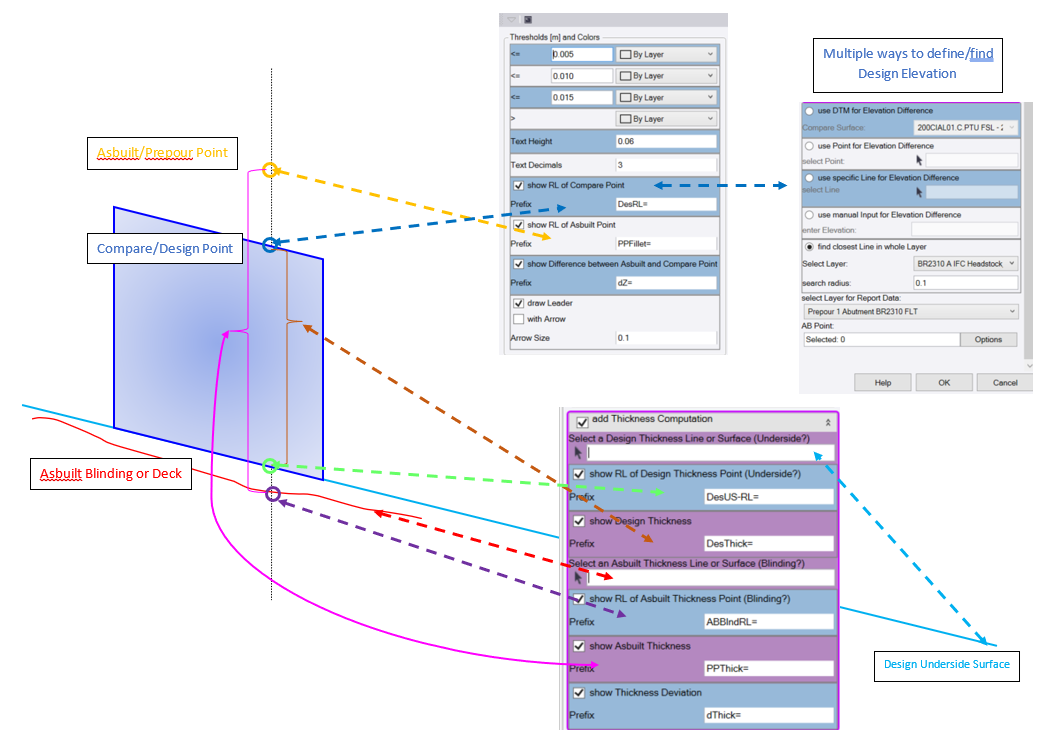 Asbuilt/Prepour Point
Compare/Design Point
Asbuilt Blinding or Deck
Thresholds [m] and Colors
<= 0.005 By Layer
<= 0.010 By Layer
<= 0.015 By Layer
> By Layer
Text Height 0.06
Text Decimals 3
show RL of Compare Point
Prefix DesRL=
show RL of Asbuilt Point
Prefix PPFillet=
show Difference between Asbuilt and Compare Point
Prefix dZ=
draw Leader
with Arrow
Arrow Size 0.1
Multiple ways to define/find
Design Elevation
use DTM for Elevation Difference
Compare Surface: 200CIAL01.C.PTU FSL - 2
use Point for Elevation Difference
select Point:
use specific Line for Elevation Difference
select Line
use manual Input for Elevation Difference
enter Elevation:
find closest Line in whole Layer
Select Layer: BR2310 A IFC Headstock,
search radius: 0.1
select Layer for Report Data:
Prepour 1 Abutment BR2310 FLT
AB Point:
Selected: 0 Options
Help OK Cancel
add Thickness Computation
Select a Design Thickness Line or Surface (Underside?)
show RL of Design Thickness Point (Underside?)
Prefix DesUS-RL=
show Design Thickness
Prefix DesThick=
Select an Asbuilt Thickness Line or Surface (Blinding?)
show RL of Asbuilt Thickness Point (Blinding?)
Prefix ABBlndRL=
show Asbuilt Thickness
Prefix PPThick=
show Thickness Deviation
Prefix dThick=
Design Underside Surface